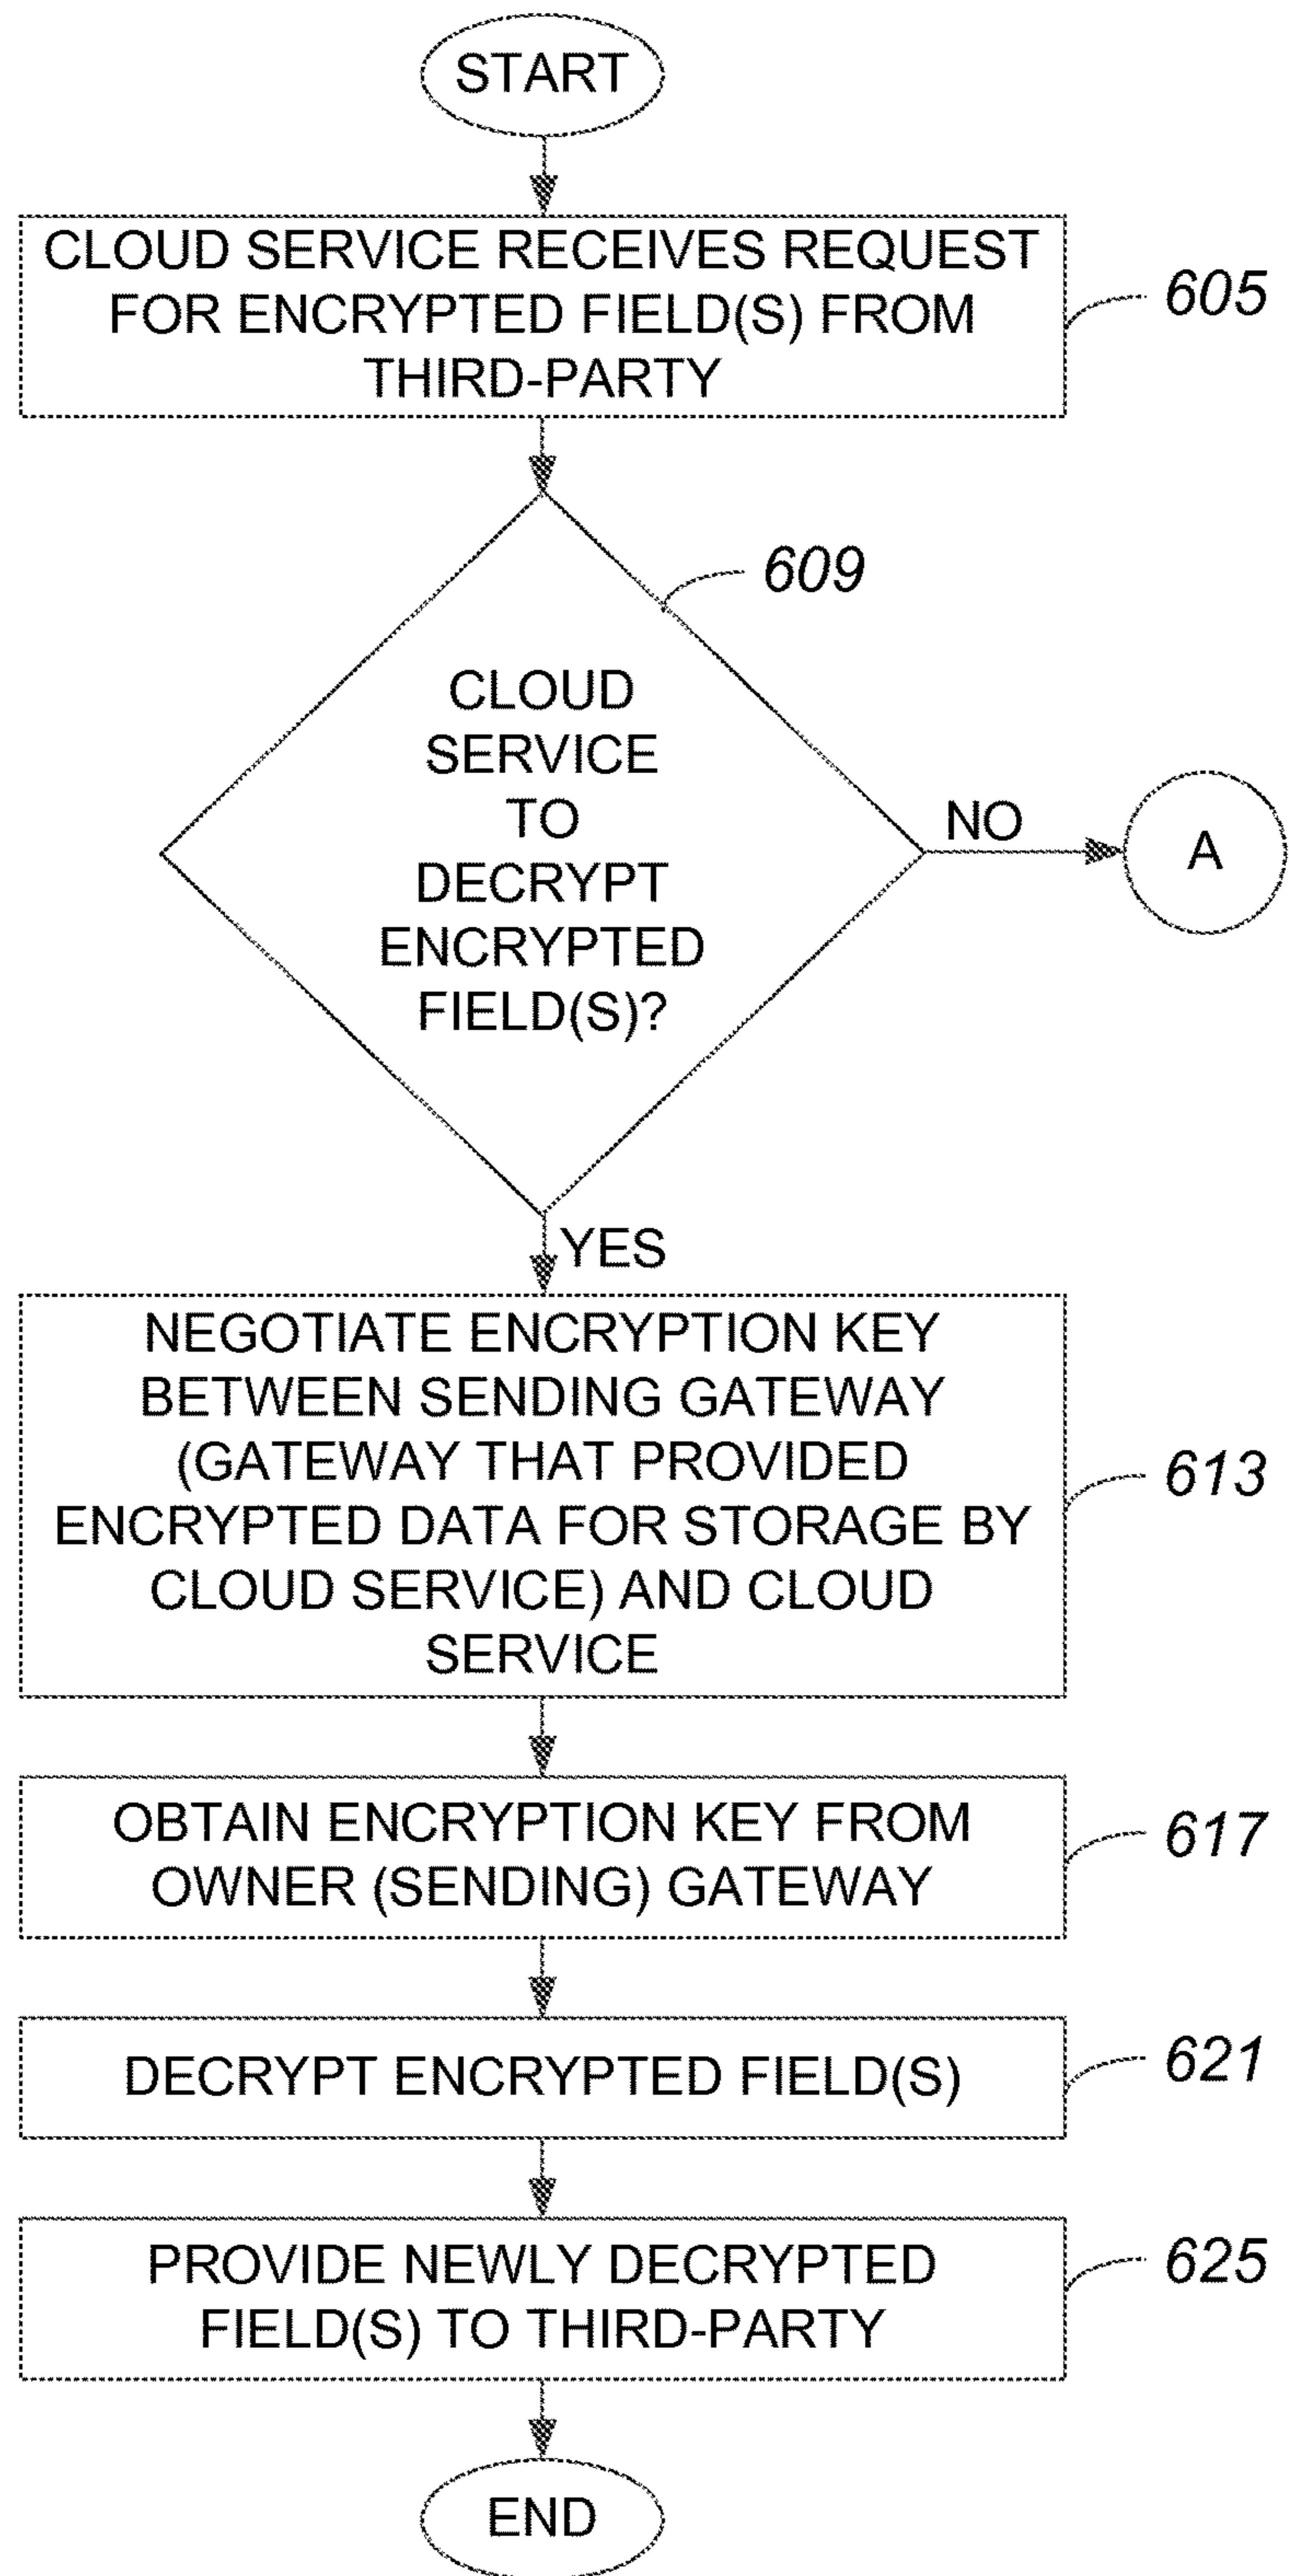 START
CLOUD SERVICE RECEIVES REQUEST
FOR ENCRYPTED FIELD(S) FROM
THIRD-PARTY
605
609
CLOUD
SERVICE
TO
DECRYPT
ENCRYPTED
FIELD(S)?
NO
A
YES
NEGOTIATE ENCRYPTION KEY
BETWEEN SENDING GATEWAY
(GATEWAY THAT PROVIDED
ENCRYPTED DATA FOR STORAGE BY
CLOUD SERVICE) AND CLOUD
SERVICE
613
OBTAIN ENCRYPTION KEY FROM
OWNER (SENDING) GATEWAY
617
DECRYPT ENCRYPTED FIELD(S)
621
PROVIDE NEWLY DECRYPTED
FIELD(S) TO THIRD-PARTY
625
END